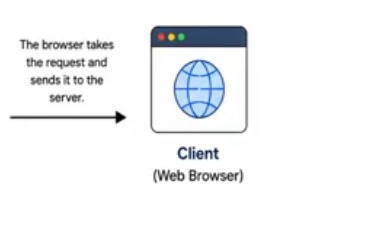 The browser takes
the request and
sends it to the
server.
Client
(Web Browser)